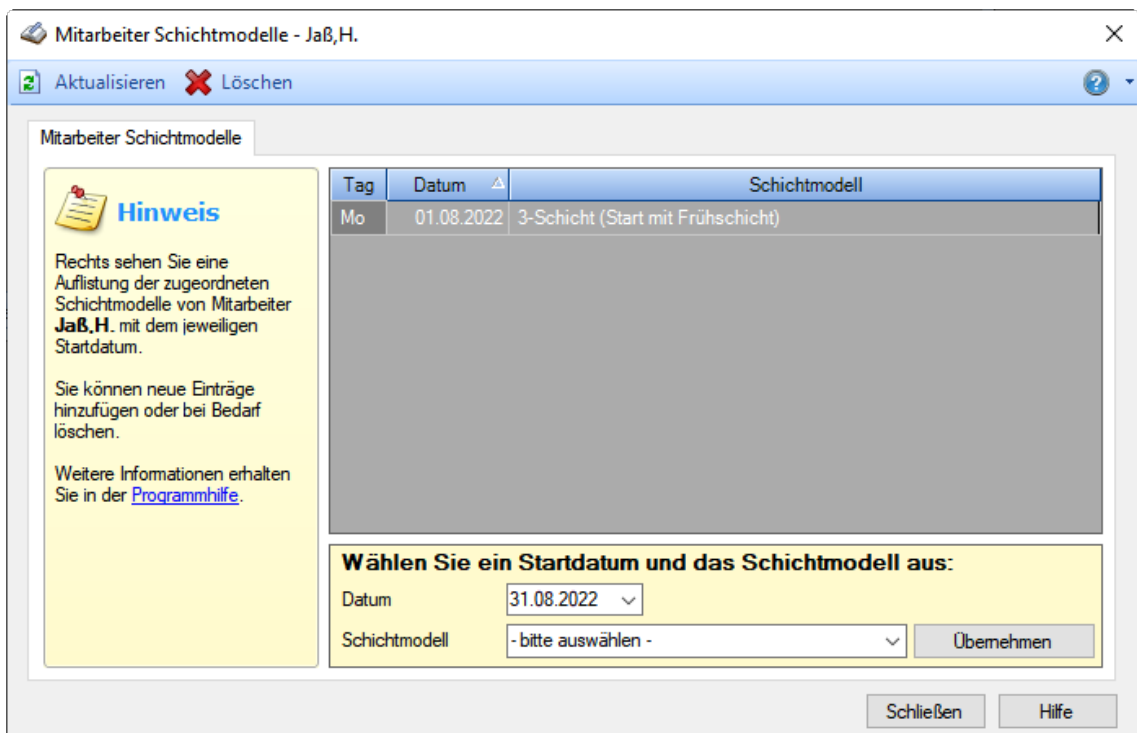 Mitarbeiter Schichtmodelle - Jaß,H.
Aktualisieren Löschen
Mitarbeiter Schichtmodelle
Hinweis
Rechts sehen Sie eine
Auflistung der zugeordneten
Schichtmodelle von Mitarbeiter
Jaß,H. mit dem jeweiligen
Startdatum.
Sie können neue Einträge
hinzufügen oder bei Bedarf
löschen.
Weitere Informationen erhalten
Sie in der Programmhilfe.
Tag Datum Schichtmodell
Mo 01.08.2022 3-Schicht (Start mit Frühschicht)
Wählen Sie ein Startdatum und das Schichtmodell aus:
Datum 31.08.2022
Schichtmodell - bitte auswählen - Übernehmen
Schließen Hilfe